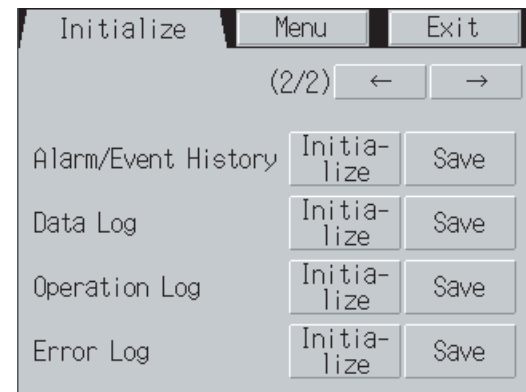 Initialize Menu Exit
(2/2) ← →
Alarm/Event History Initia-
lize Save
Data Log Initia-
lize Save
Operation Log Initia-
lize Save
Error Log Initia-
lize Save